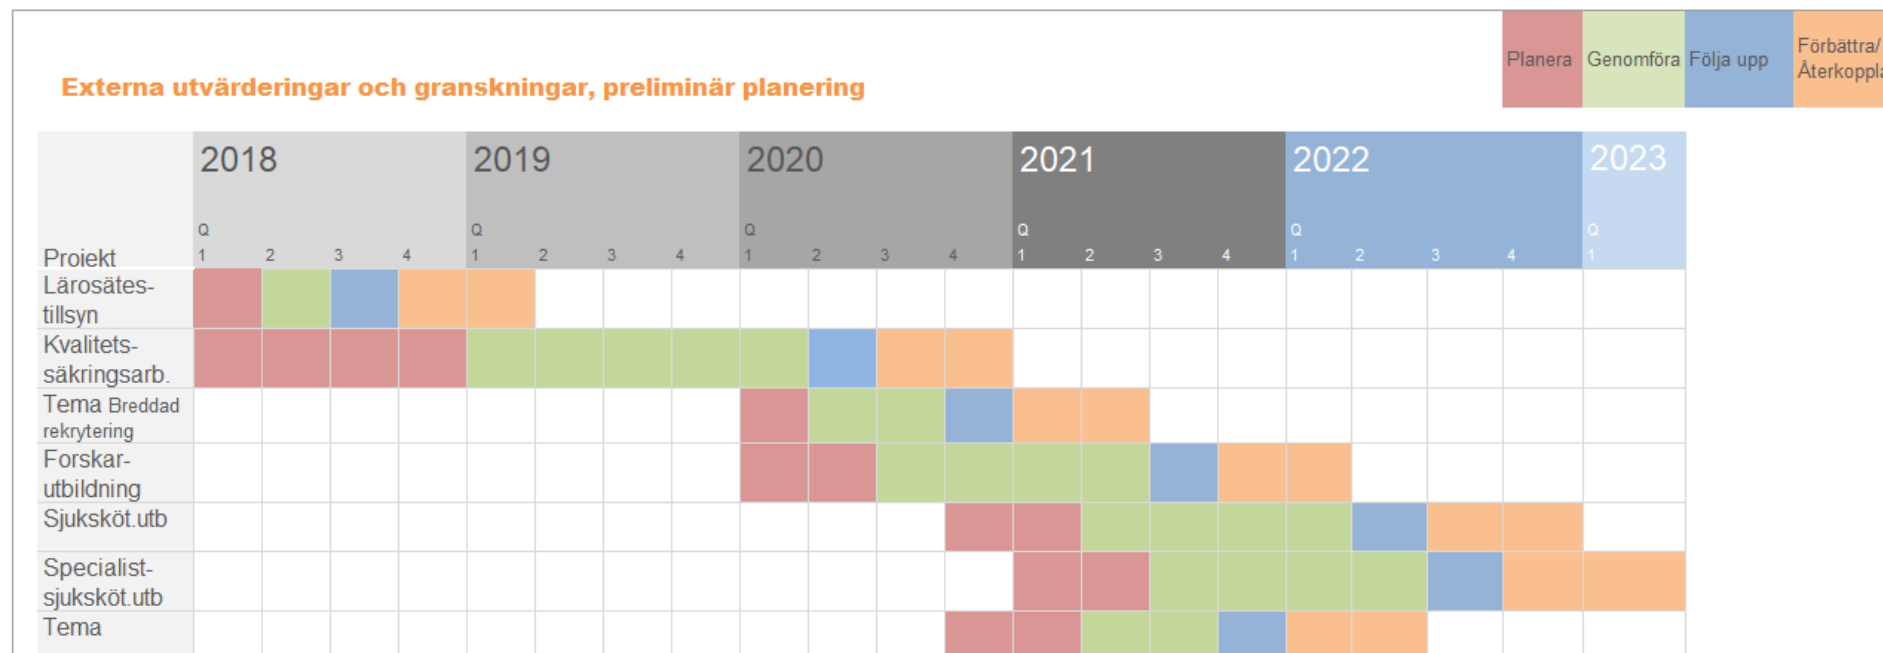 Planera Genomföra Följa upp Förbättra/
Återkoppla
Externa utvärderingar och granskningar, preliminär planering
2018 2019 2020 2021 2022 2023
Q Q Q Q Q Q
Projekt 1 2 3 4 1 2 3 4 1 2 3 4 1 2 3 4 1 2 3 4 1
Lärosätes-
tillsyn
Kvalitets-
säkringsarb.
Tema Breddad
rekrytering
Forskar-
utbildning
Sjuksköt.utb
Specialist-
sjuksköt.utb
Tema